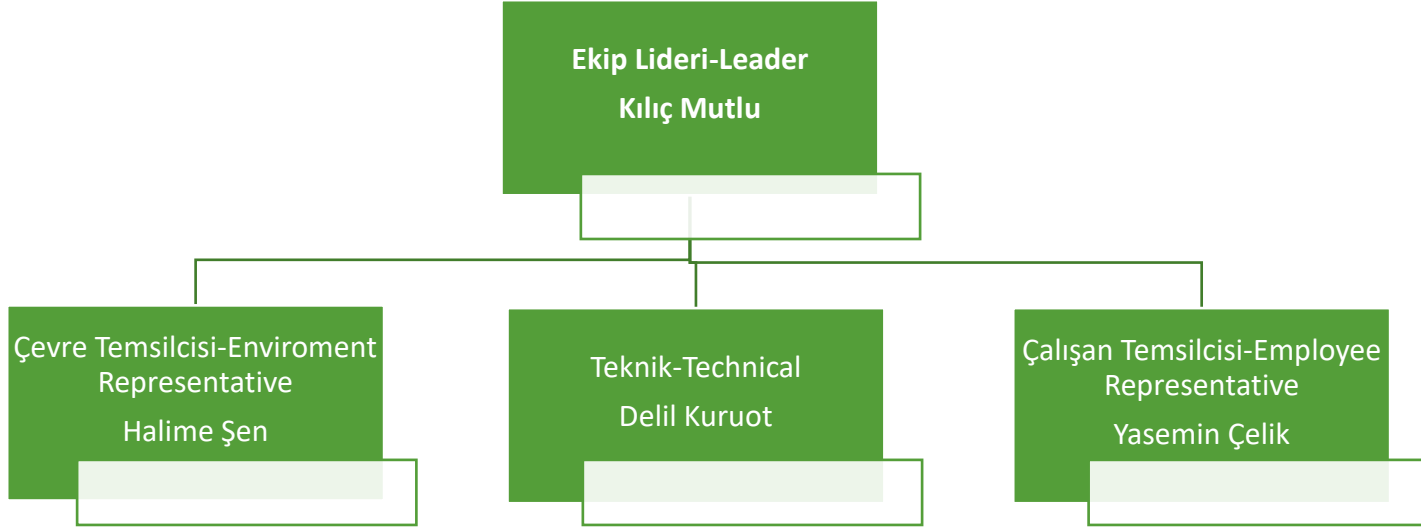 Ekip Lideri-Leader
Kılıç Mutlu
Çevre Temsilcisi-Enviroment
Representative
Halime Şen
Teknik-Technical
Delil Kuruot
Çalışan Temsilcisi-Employee
Representative
Yasemin Çelik